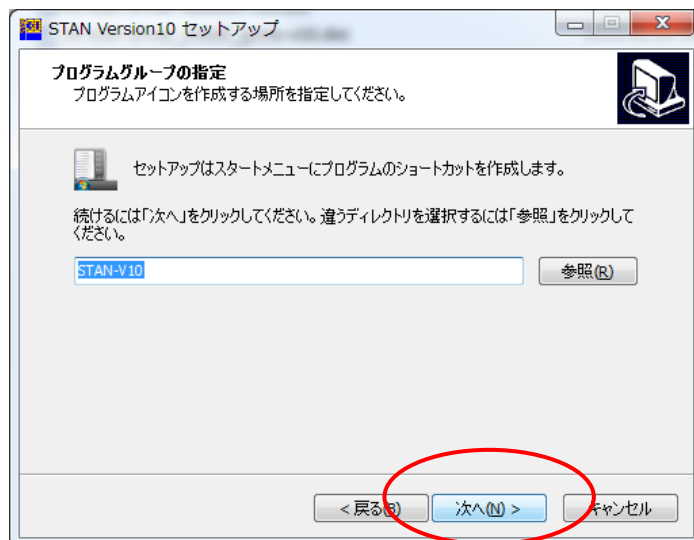 STAN Version10 セットアップ
プログラムグループの指定
プログラムアイコンを作成する場所を指定してください。
セットアップはスタートメニューにプログラムのショートカットを作成します。
続けるには「次へ」をクリックしてください。違うディレクトリを選択するには「参照」をクリックして
ください。
STAN-V10
参照(R)
< 戻る(B)
次へ(N) >
キャンセル